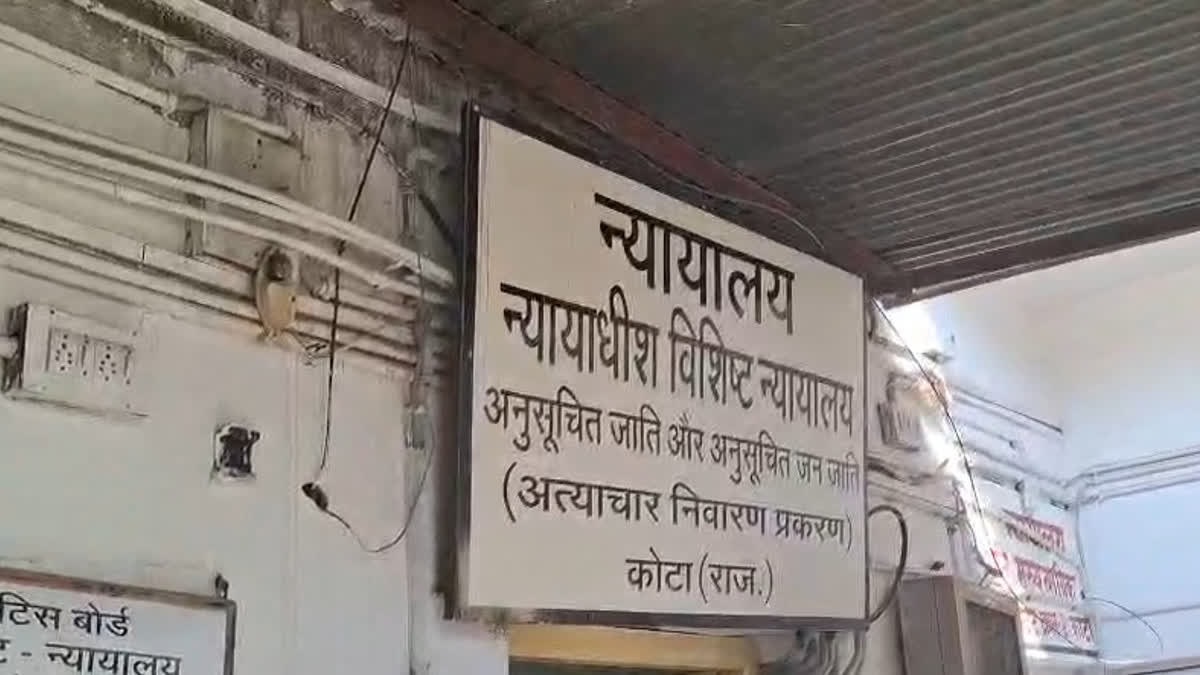 न्यायालय
न्यायाधीश विशिष्ट न्यायालय
अनुसूचित जाति और अनुसूचित जन जाति
(अत्याचार निवारण प्रकरण)
कोटा (राज.)
टिस बोर्ड
- न्यायालय